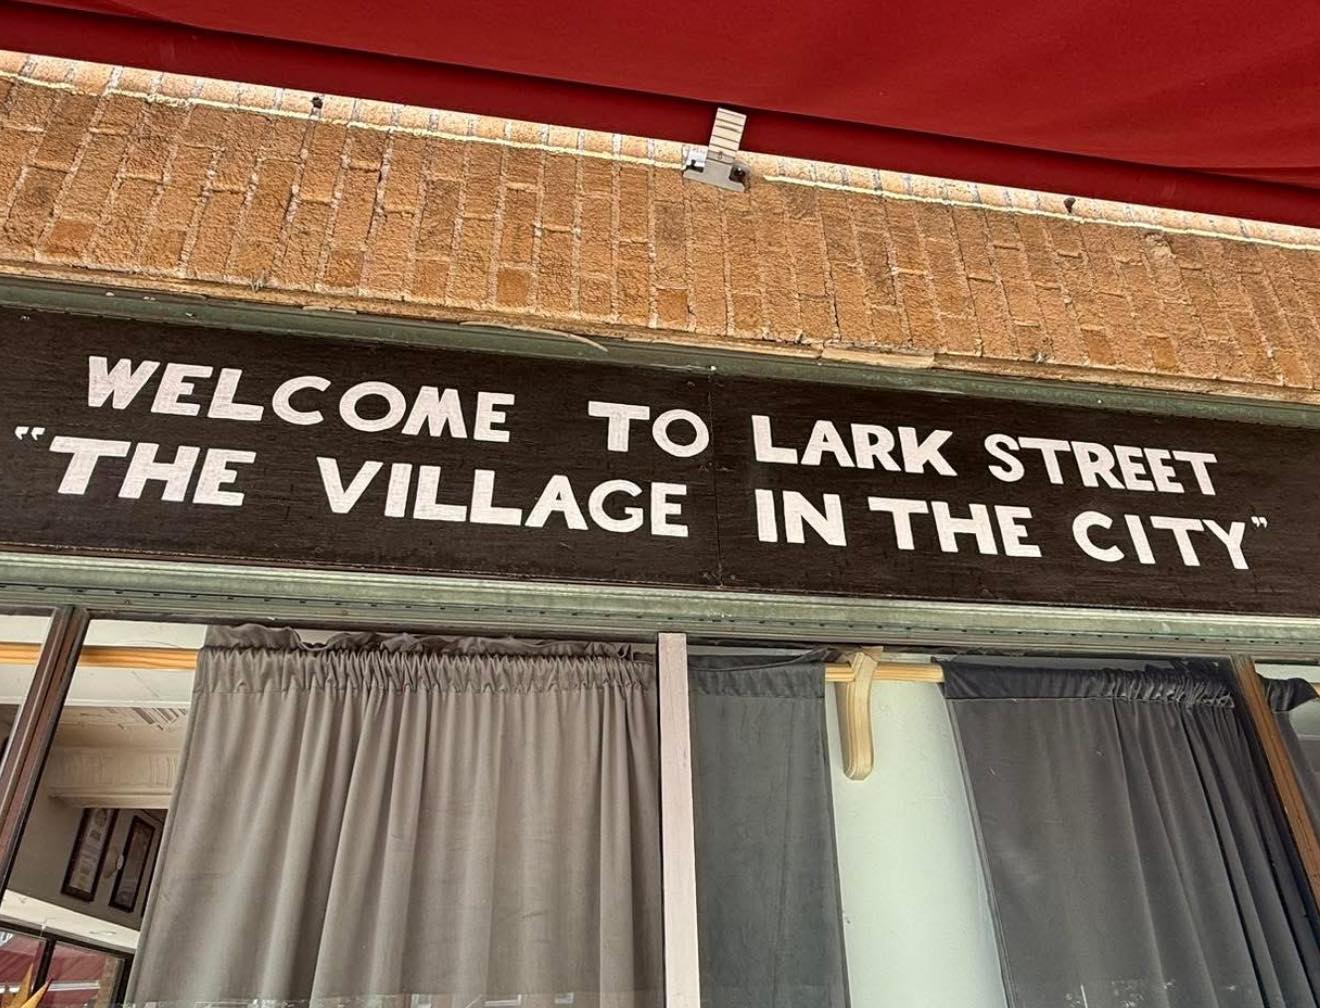 WELCOME TO LARK STREET
“THE VILLAGE IN THE CITY”